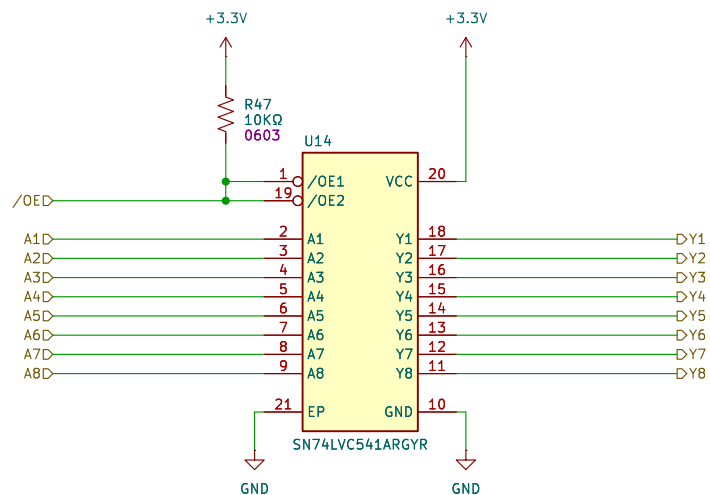 +3.3V
+3.3V
R47
10KΩ
0603
U14
1
/OE1
VCC
20
/OE
19
/OE2
A1
2
A1
Y1
18
Y1
A2
3
A2
Y2
17
Y2
A3
4
A3
Y3
16
Y3
A4
5
A4
Y4
15
Y4
A5
6
A5
Y5
14
Y5
A6
7
A6
Y6
13
Y6
A7
8
A7
Y7
12
Y7
A8
9
A8
Y8
11
Y8
21
EP
GND
10
SN74LVC541ARGYR
GND
GND